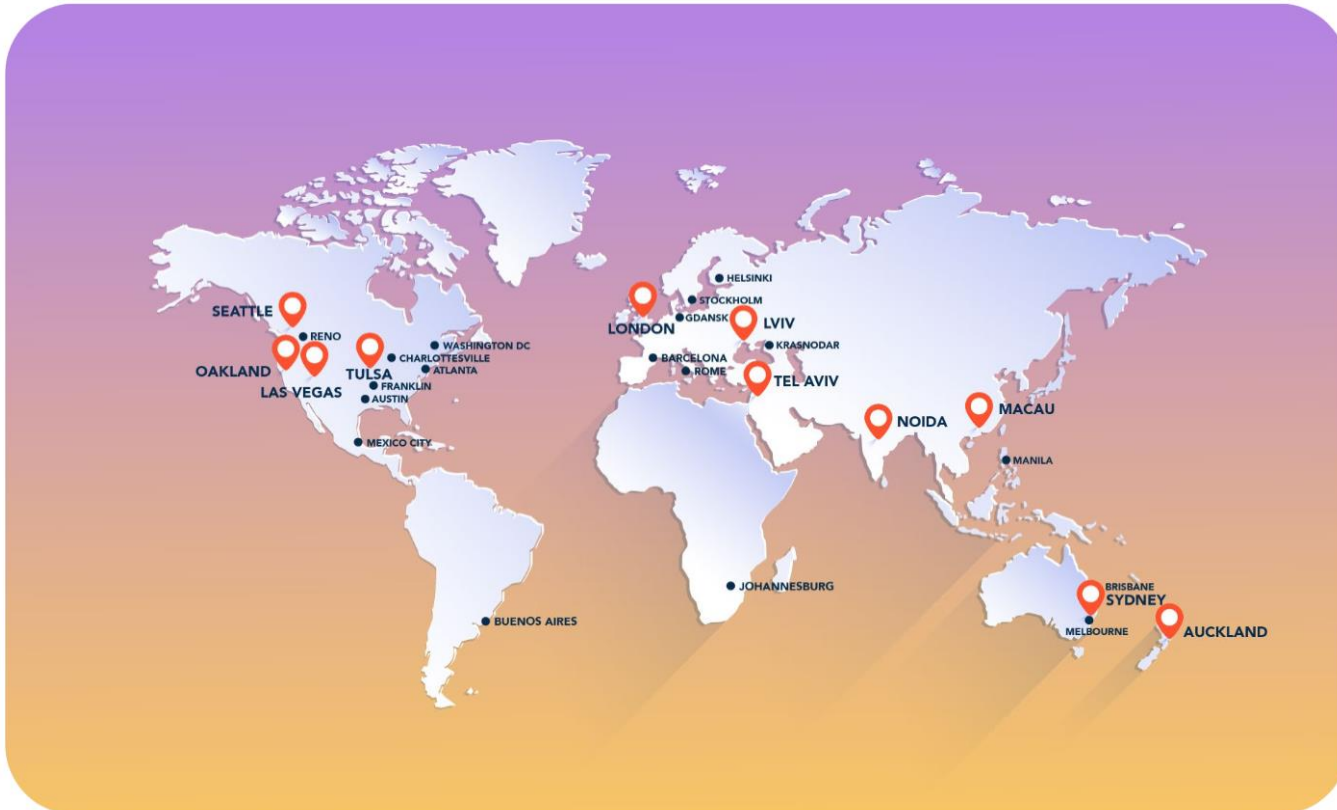 HELSINKI
STOCKHOLM
SEATTLE
LONDON
GDANSK
LVIV
RENO
WASHINGTON DC
KRASNODAR
CHARLOTTESVILLE
BARCELONA
OAKLAND
TULSA
ATLANTA
ROME
TEL AVIV
LAS VEGAS
FRANKLIN
AUSTIN
MACAU
NOIDA
MEXICO CITY
MANILA
JOHANNESBURG
BRISBANE
SYDNEY
BUENOS AIRES
MELBOURNE
AUCKLAND